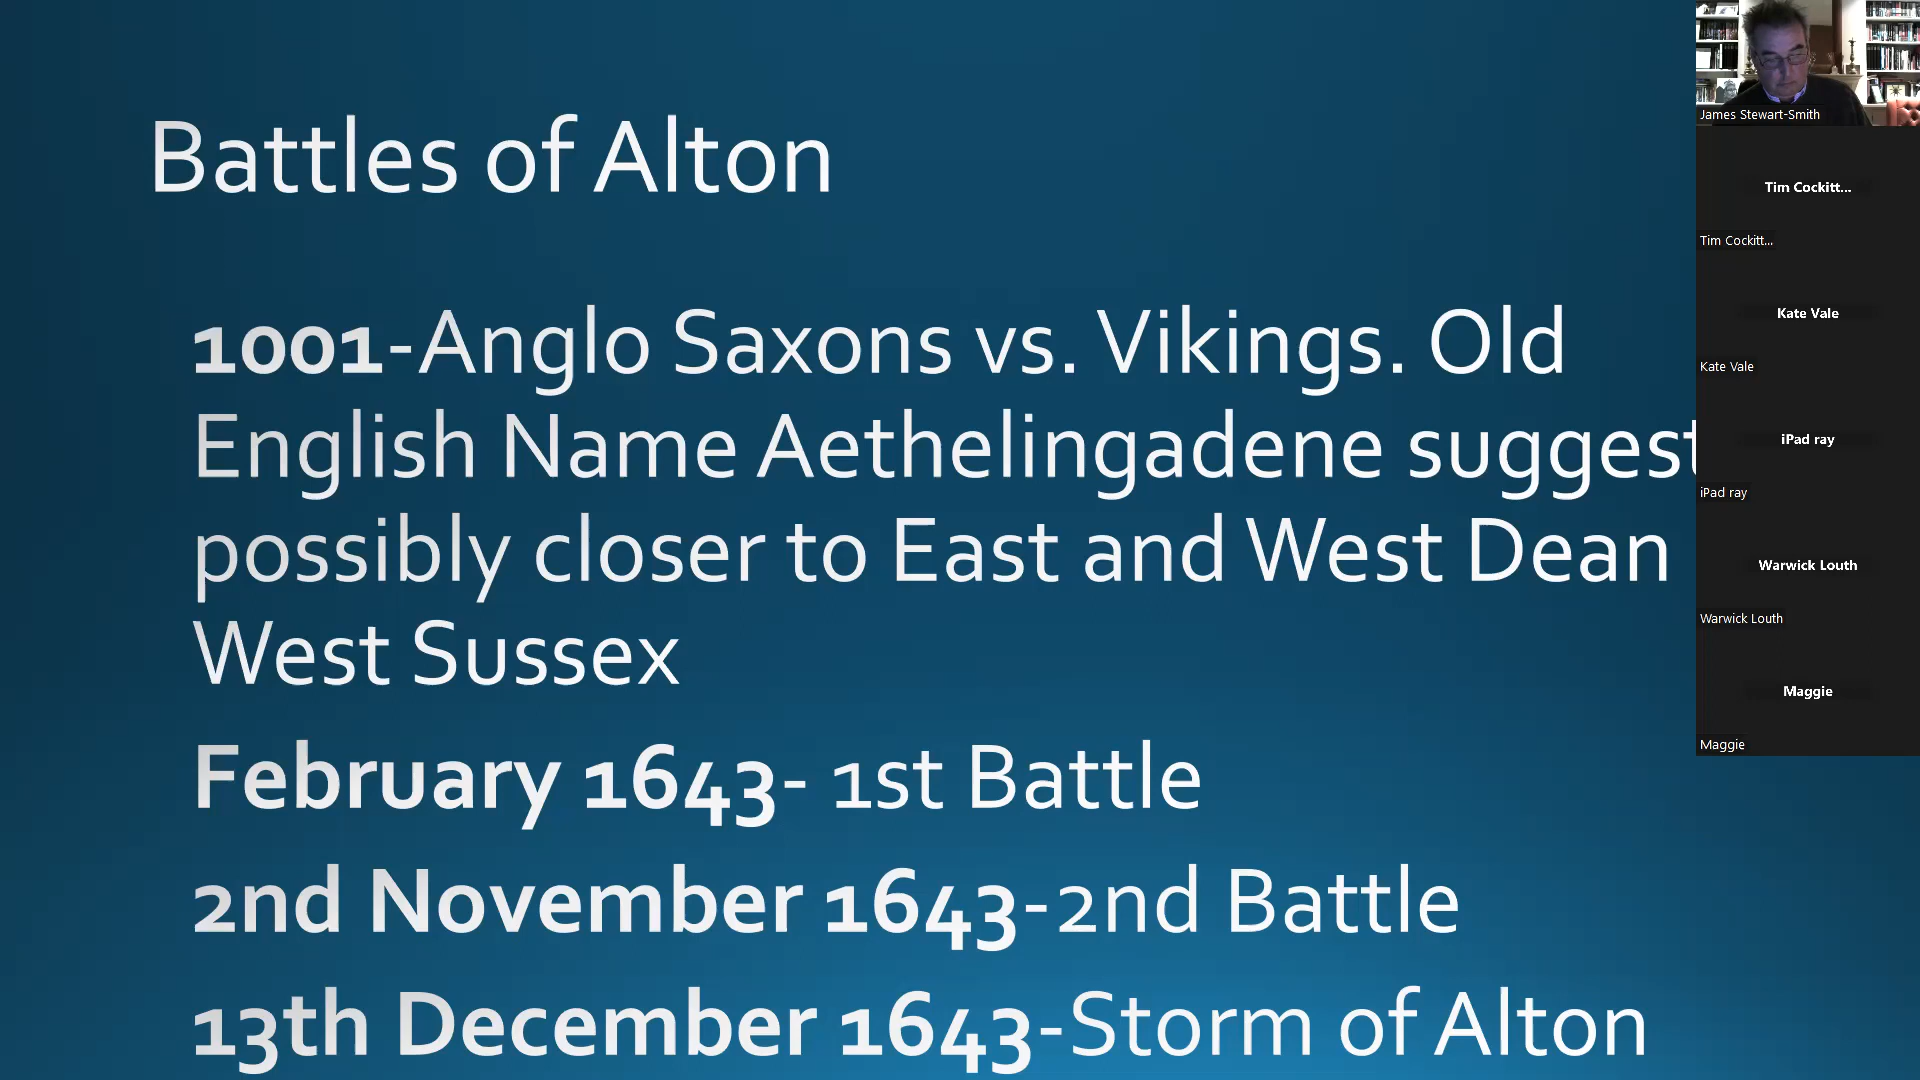 Battles of Alton
1001-Anglo Saxons vs. Vikings. Old
English Name Aethelingadene suggest
possibly closer to East and West Dean
West Sussex
February 1643- 1st Battle
2nd November 1643-2nd Battle
13th December 1643-Storm of Alton
James Stewart-Smith
Tim Cockitt...
Tim Cockitt...
Kate Vale
Kate Vale
iPad ray
iPad ray
Warwick Louth
Warwick Louth
Maggie
Maggie